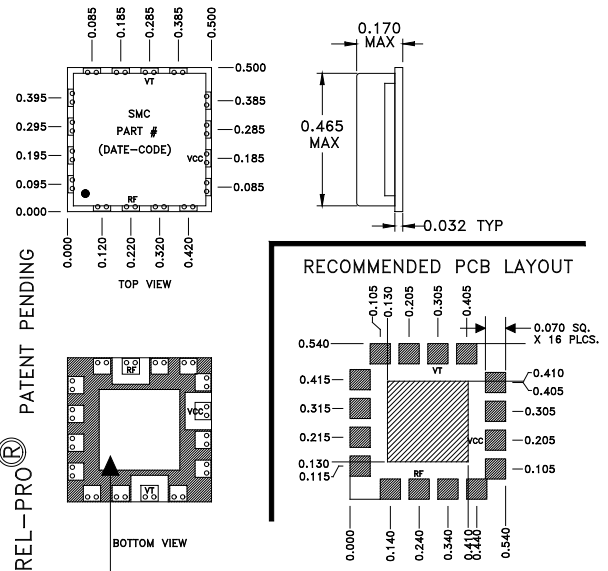 0.085
0.185
0.285
0.385
0.500
0.500
0.385
0.285
0.185
0.085
0.395
0.295
0.195
0.095
0.000
VT
SMC
PART #
(DATE-CODE)
VCC
RF
0.000
0.120
0.220
0.320
0.420
TOP VIEW
0.170
MAX
0.465
MAX
0.032 TYP
REL-PRO® PATENT PENDING
RF
VCC
VT
BOTTOM VIEW
RECOMMENDED PCB LAYOUT
0.105
0.130
0.205
0.305
0.405
0.070 SQ.
X 16 PLCS.
0.540
0.415
0.315
0.215
0.130
0.115
VT
VCC
RF
0.410
0.405
0.305
0.205
0.105
0.000
0.140
0.240
0.340
0.410
0.440
0.540